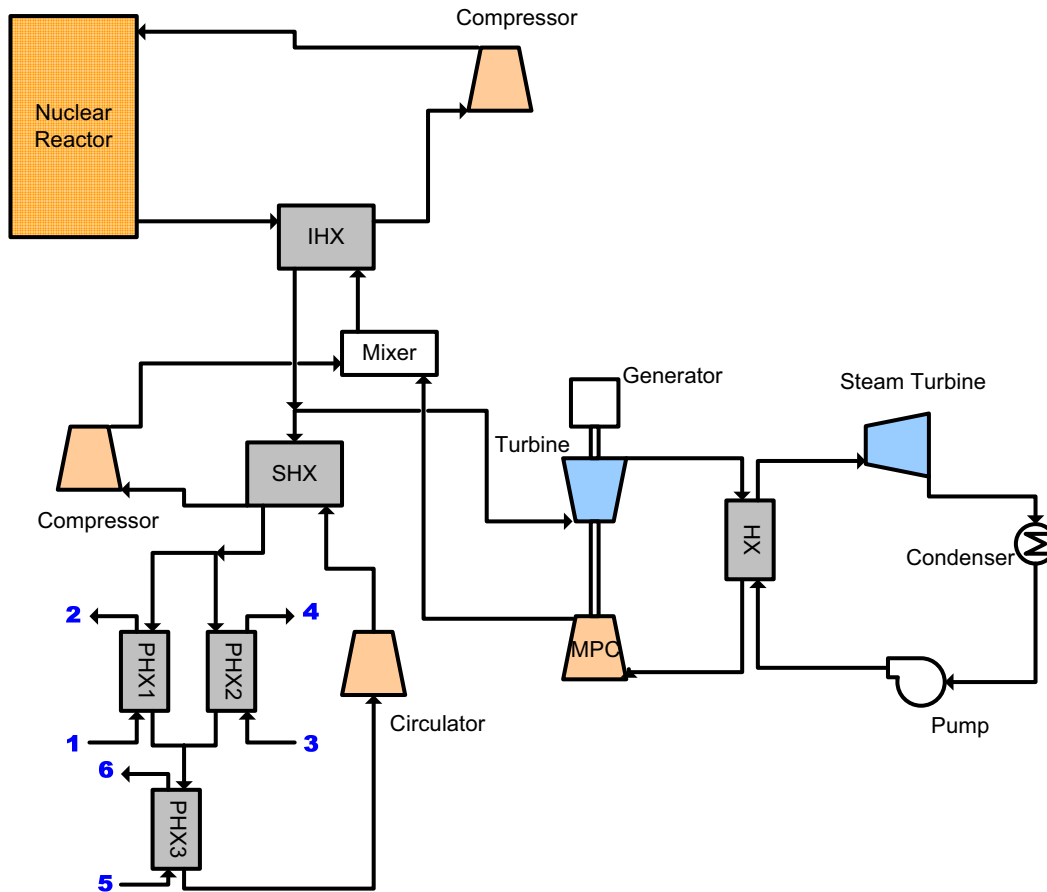 Compressor
Nuclear
Reactor
IHX
Mixer
Generator
Steam Turbine
Turbine
SHX
Compressor
HX
Condenser
2
4
PHX1
PHX2
MPC
Circulator
Pump
1
3
6
PHX3
5